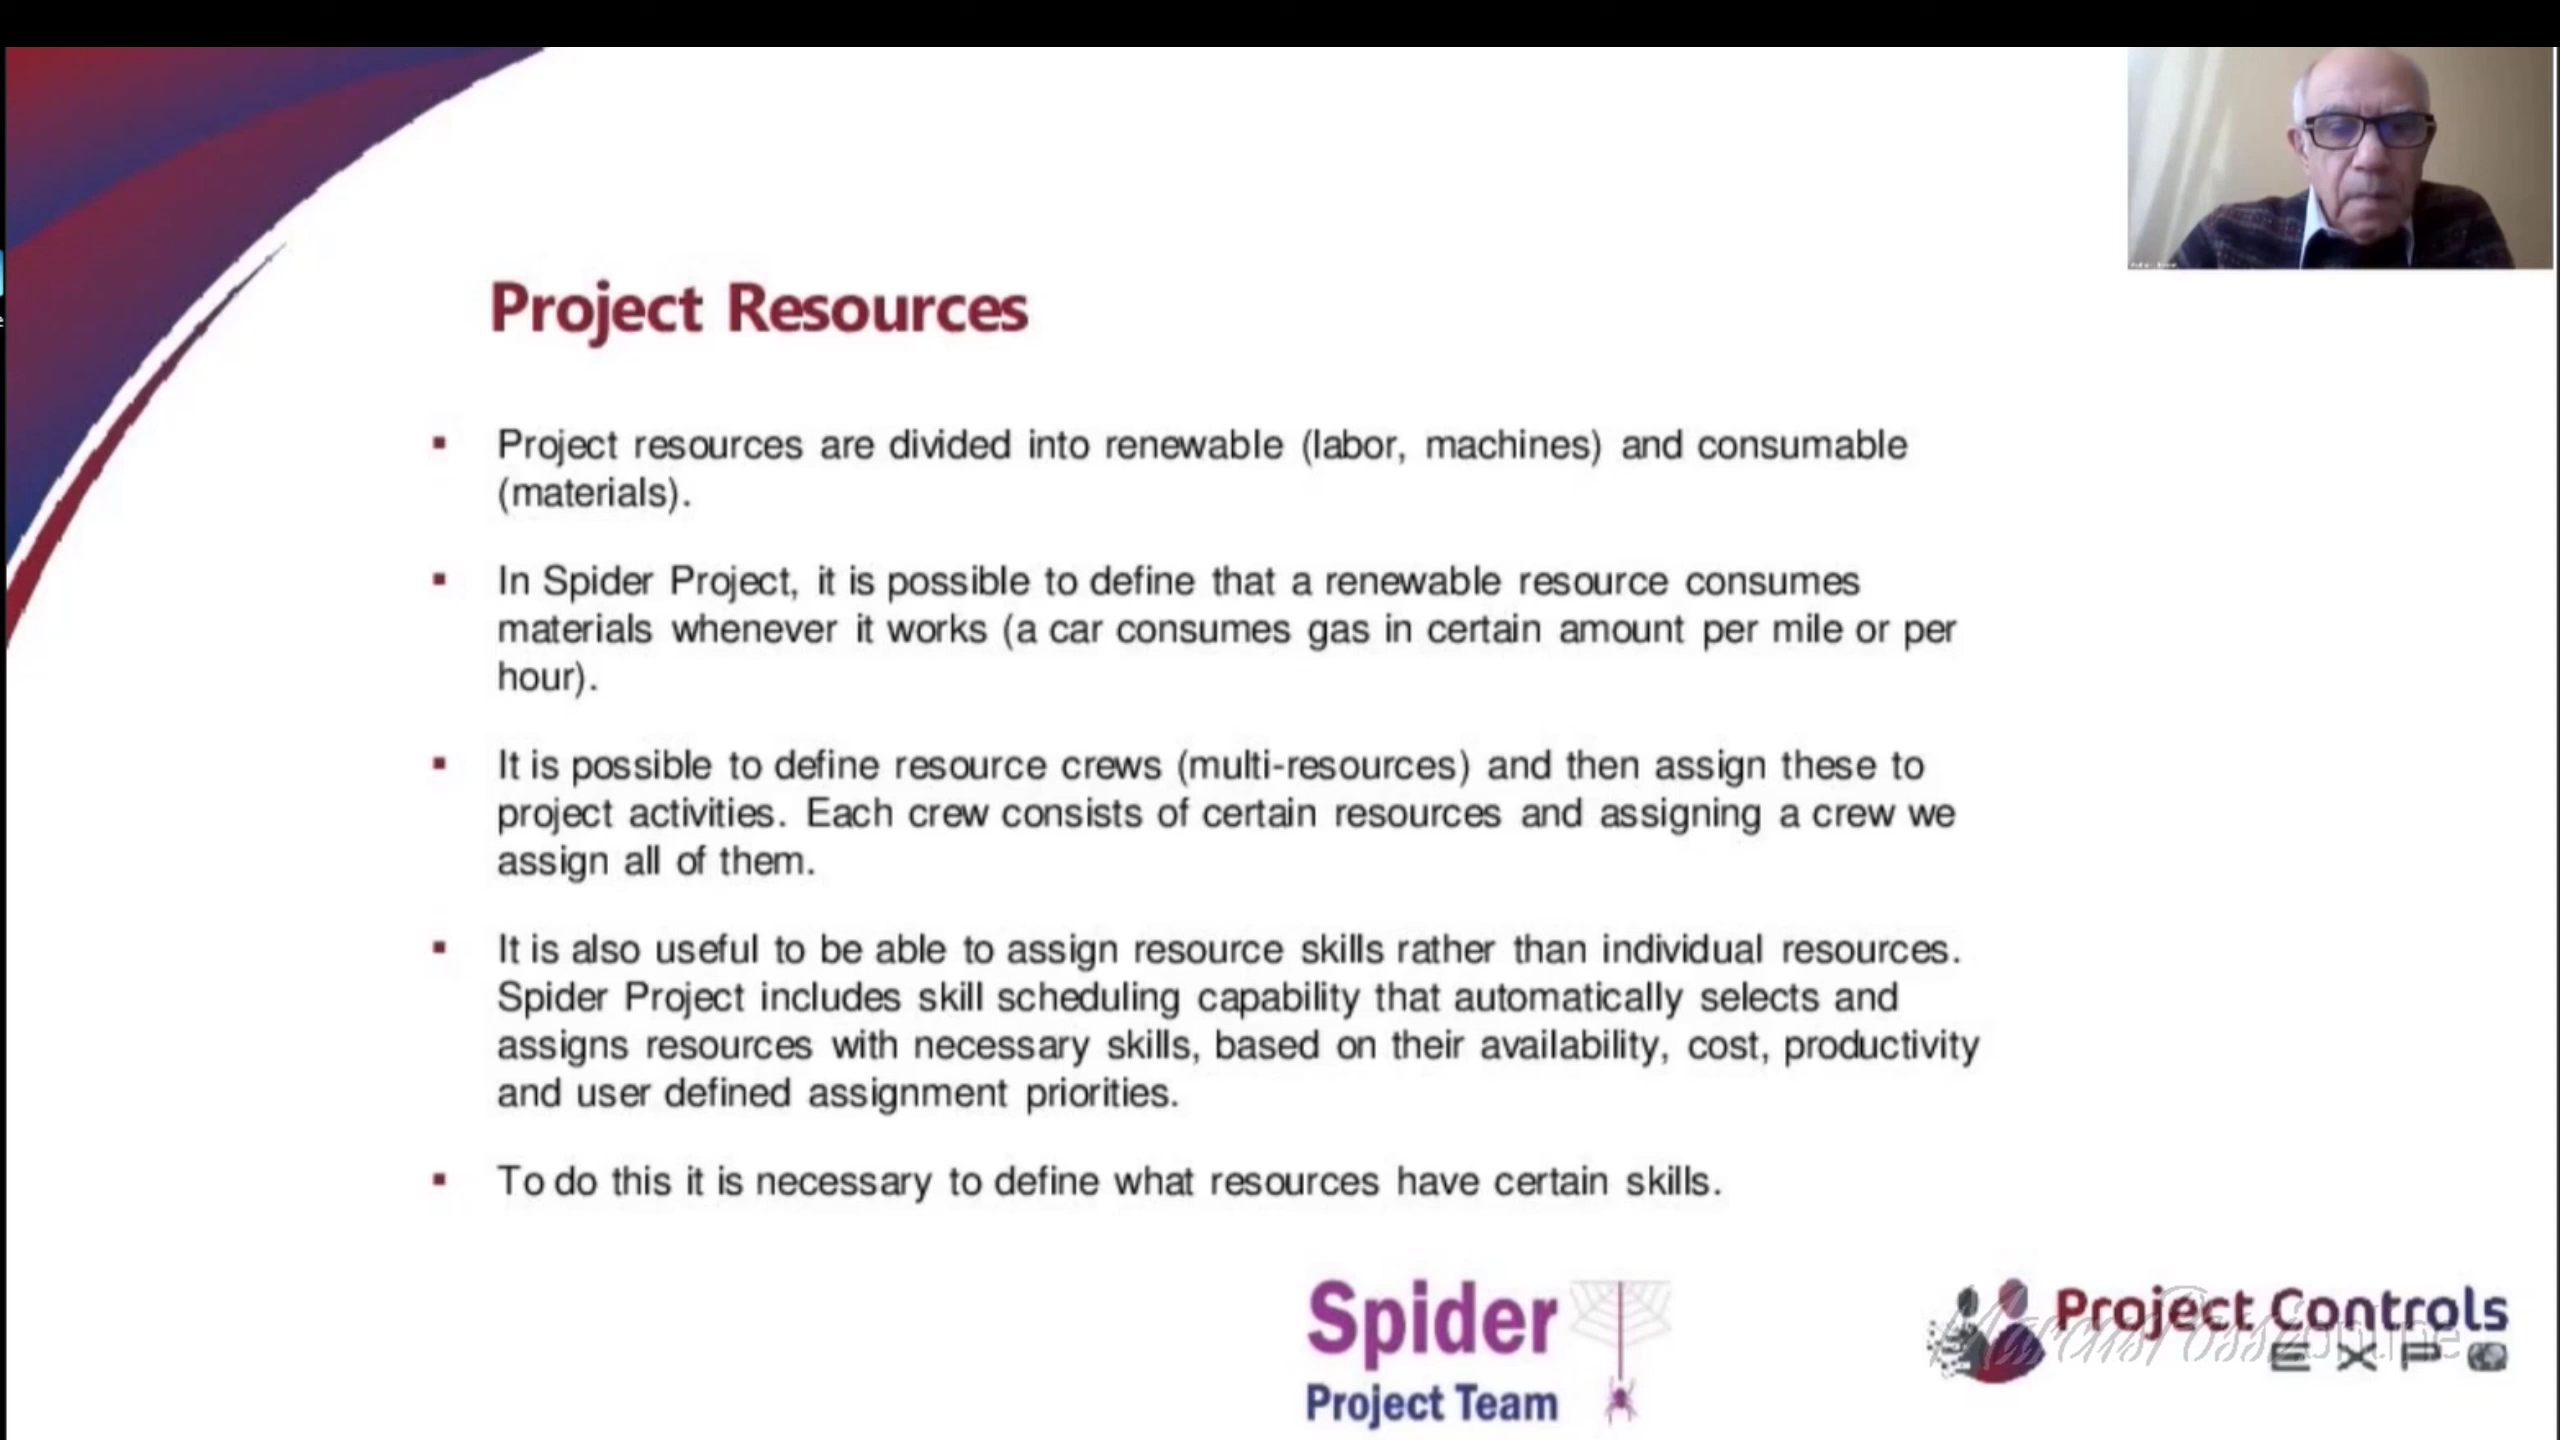 Project Resources
Project resources are divided into renewable (labor, machines) and consumable
(materials).
In Spider Project, it is possible to define that a renewable resource consumes
materials whenever it works (a car consumes gas in certain amount per mile or per
hour).
It is possible to define resource crews (multi-resources) and then assign these to
project activities. Each crew consists of certain resources and assigning a crew we
assign all of them.
It is also useful to be able to assign resource skills rather than individual resources.
Spider Project includes skill scheduling capability that automatically selects and
assigns resources with necessary skills, based on their availability, cost, productivity
and user defined assignment priorities.
To do this it is necessary to define what resources have certain skills.
Spider
Project Team
Project Controls
EXPO